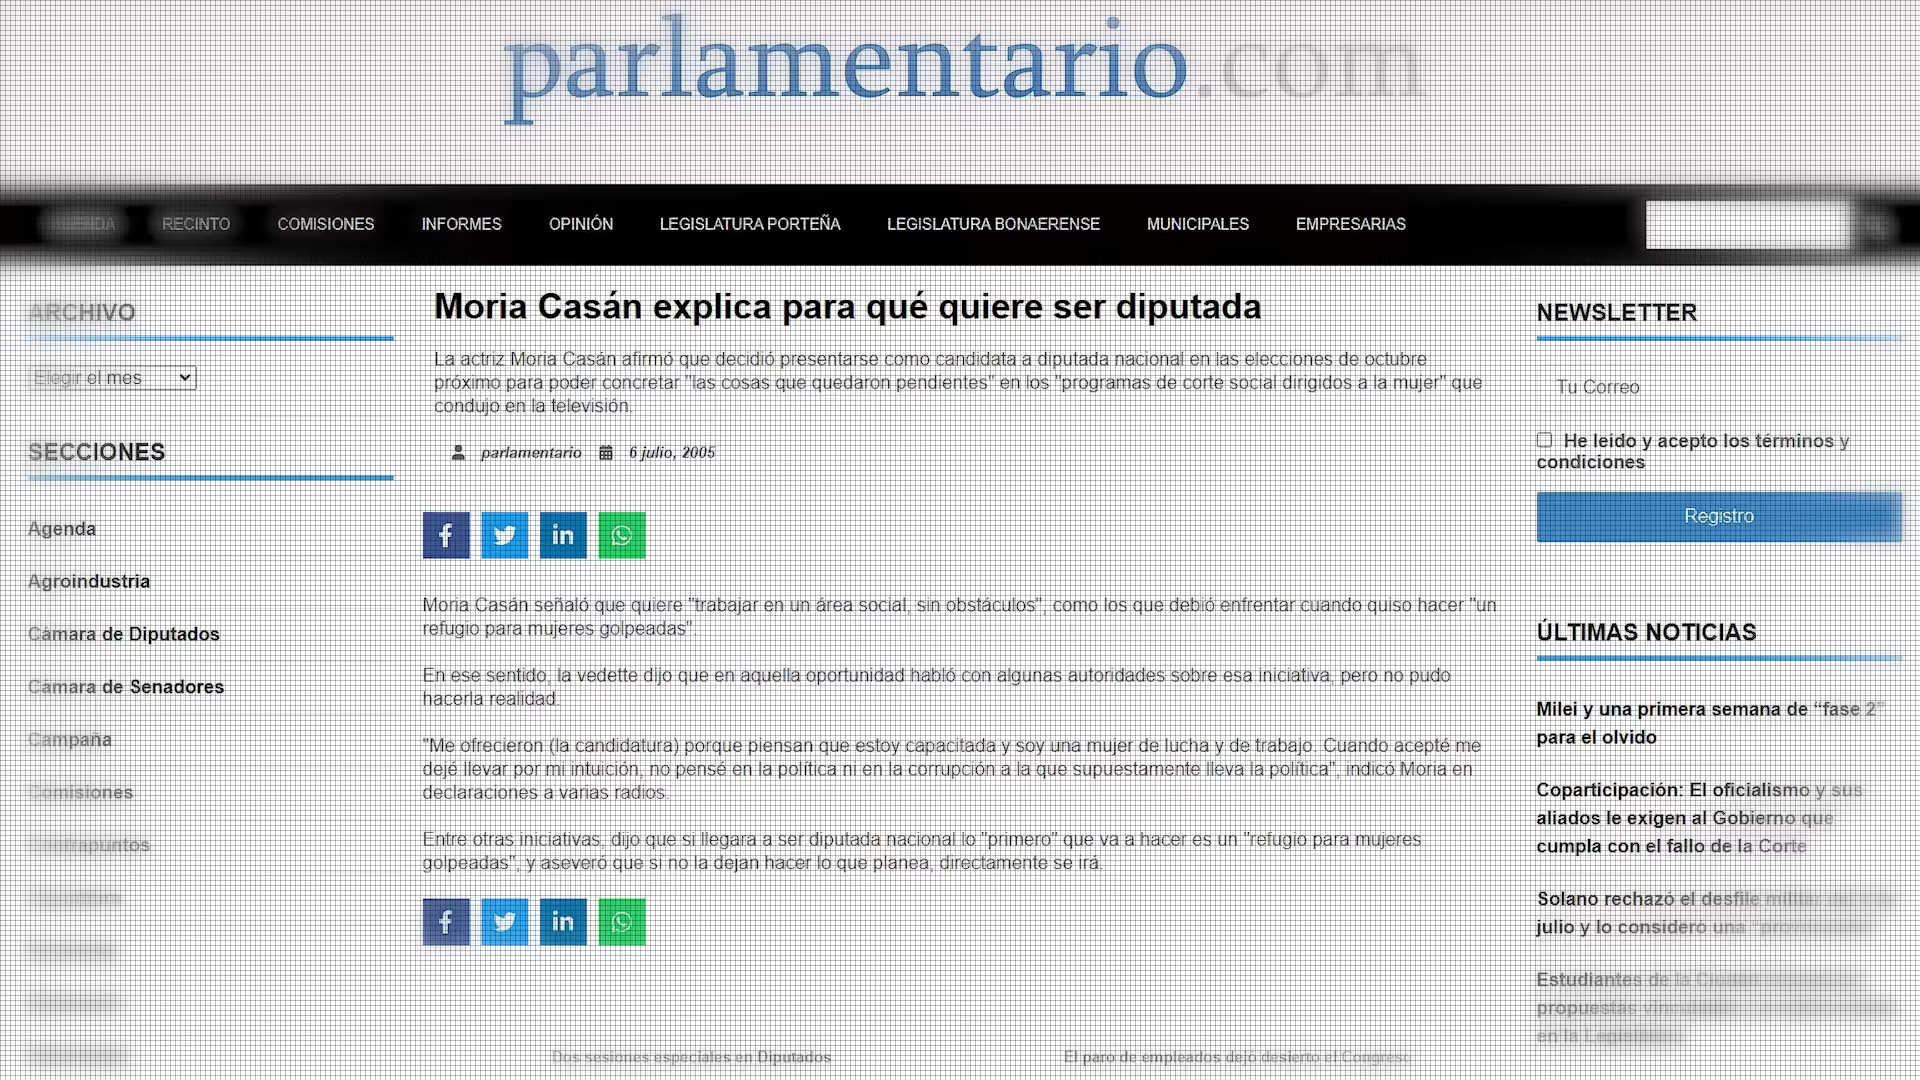 parlamentario.com
RECINTO COMISIONES INFORMES OPINIÓN LEGISLATURA PORTEÑA LEGISLATURA BONAERENSE MUNICIPALES EMPRESARIAS
ARCHIVO
Elegir el mes
SECCIONES
Agenda
Agroindustria
Cámara de Diputados
Cámara de Senadores
Campaña
Comisiones
Moria Casán explica para qué quiere ser diputada
La actriz Moria Casán afirmó que decidió presentarse como candidata a diputada nacional en las elecciones de octubre
próximo para poder concretar "las cosas que quedaron pendientes" en los "programas de corte social dirigidos a la mujer" que
condujo en la televisión.
parlamentario 6 julio, 2005
Moria Casán señaló que quiere "trabajar en un área social, sin obstáculos", como los que debió enfrentar cuando quiso hacer "un
refugio para mujeres golpeadas".
En ese sentido, la vedette dijo que en aquella oportunidad habló con algunas autoridades sobre esa iniciativa, pero no pudo
hacerla realidad.
"Me ofrecieron (la candidatura) porque piensan que estoy capacitada y soy una mujer de lucha y de trabajo. Cuando acepté me
dejé llevar por mi intuición, no pensé en la política ni en la corrupción a la que supuestamente lleva la política", indicó Moria en
declaraciones a varias radios.
Entre otras iniciativas, dijo que si llegara a ser diputada nacional lo "primero" que va a hacer es un "refugio para mujeres
golpeadas", y aseveró que si no la dejan hacer lo que planea, directamente se irá.
Dos sesiones especiales en Diputados
El paro de empleados dejó desierto el Congreso
NEWSLETTER
Tu Correo
He leido y acepto los términos y
condiciones
Registro
ÚLTIMAS NOTICIAS
Milei y una primera semana de “fase 2”
para el olvido
Coparticipación: El oficialismo y sus
aliados le exigen al Gobierno que
cumpla con el fallo de la Corte
Solano rechazó el desfile militar
julio y lo consideró una
Estudiantes de la Ciudad
propuestas
en la